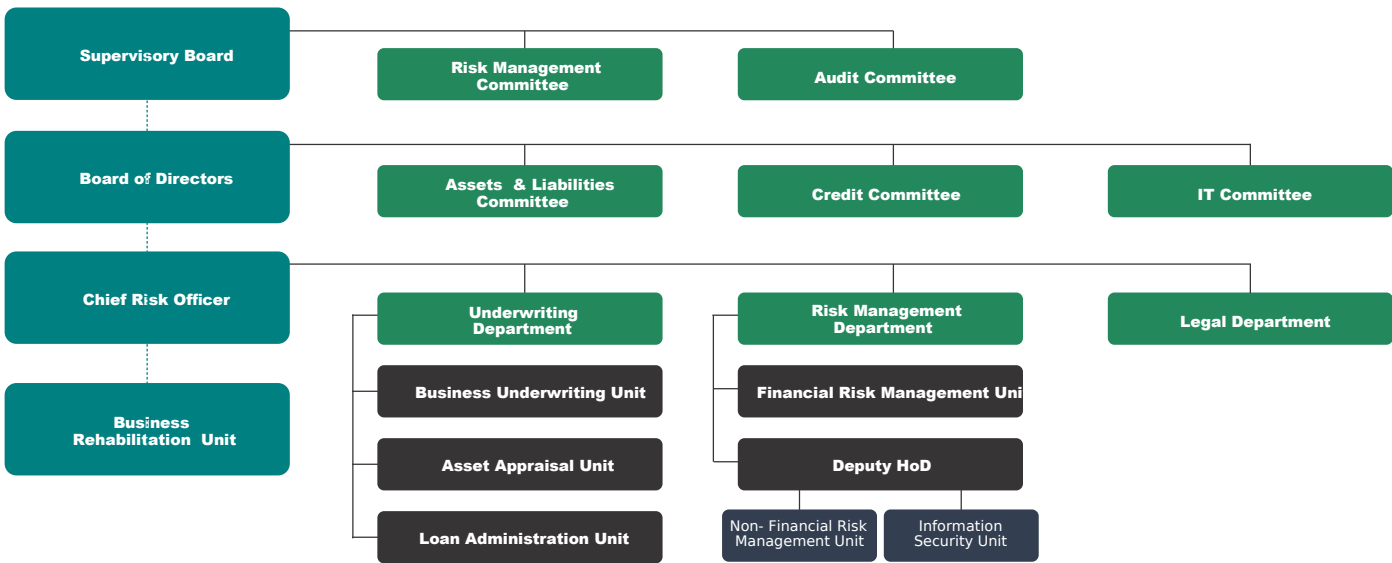 Supervisory Board
Risk Management
Committee
Audit Committee
Board of Directors
Assets & Liabilities
Committee
Credit Committee
IT Committee
Chief Risk Officer
Underwriting
Department
Risk Management
Department
Legal Department
Business
Rehabilitation Unit
Business Underwriting Unit
Financial Risk Management Uni
Asset Appraisal Unit
Deputy HoD
Loan Administration Unit
Non- Financial Risk
Management Unit
Information
Security Unit